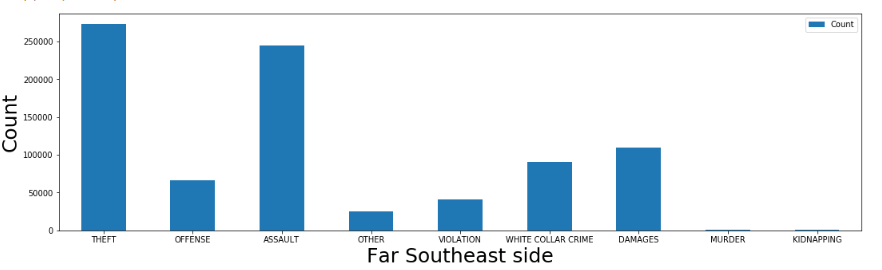 Count
250000
200000
150000
100000
50000
0
Count
THEFT OFFENSE ASSAULT OTHER VIOLATION WHITE COLLAR CRIME DAMAGES MURDER KIDNAPPING
Far Southeast side